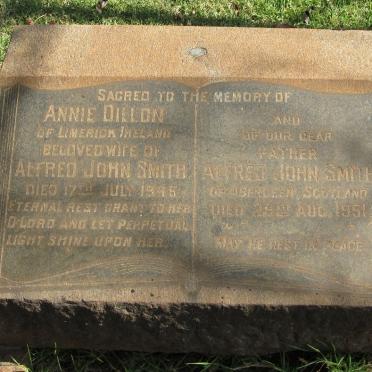 SACRED TO THE MEMORY OF
ANNIE DILLON
OF LIMERICK IRELAND
BELOVED WIFE OF
ALFRED JOHN SMITH
DIED 17TH JULY
ETERNAL REST GRANT TO HER
O LORD AND LET PERPETUAL
LIGHT SHINE UPON HER.
AND
OF OUR DEAR
FATHER
ALFRED JOHN SMITH
OF ABERDEEN, SCOTLAND
DIED AUG. 1951
MAY HE REST IN PEACE